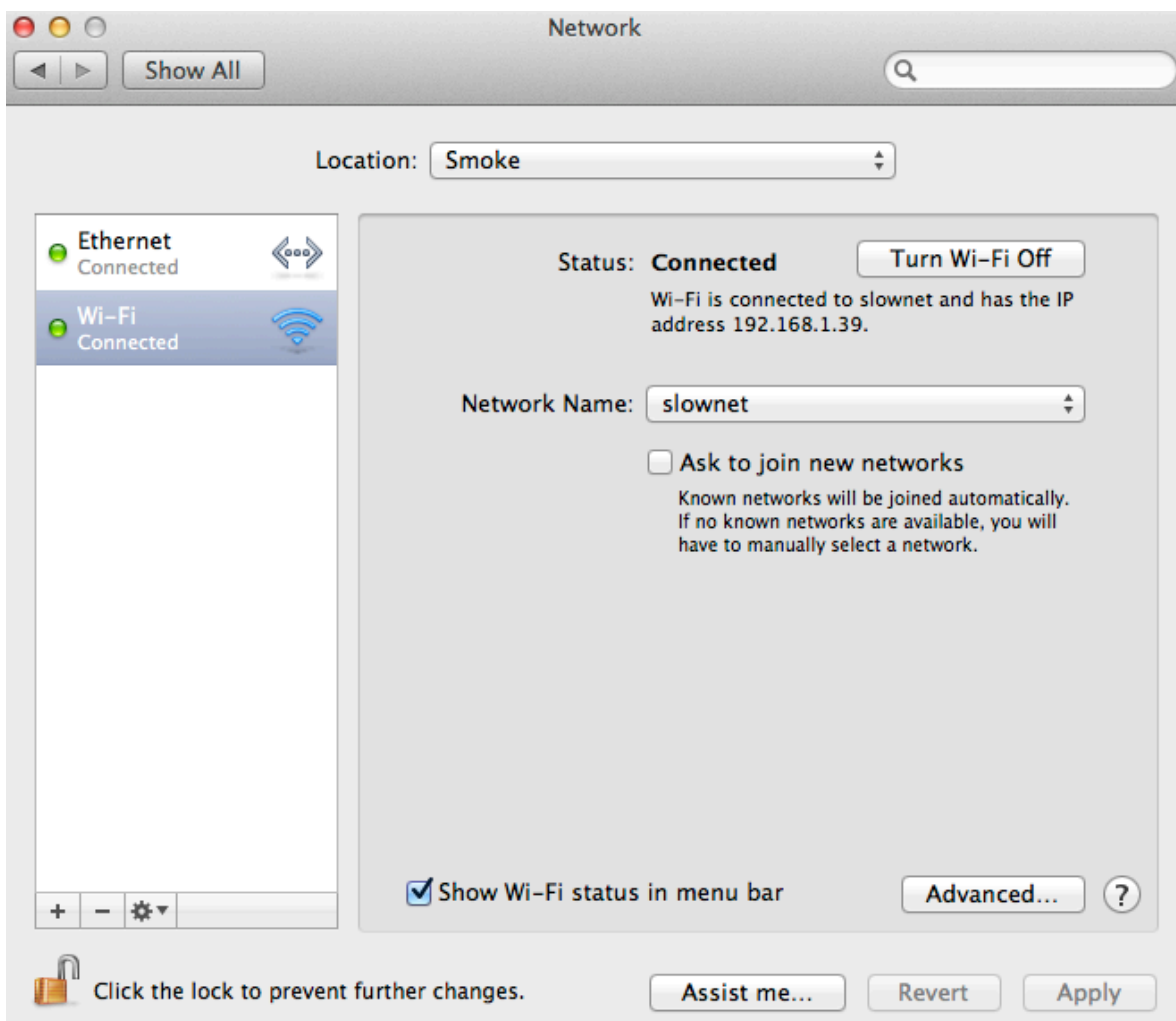 Network
Show All
Location: Smoke
Ethernet
Connected
Wi-Fi
Connected
Status: Connected
Turn Wi-Fi Off
Wi-Fi is connected to slownet and has the IP
address 192.168.1.39.
Network Name: slownet
Ask to join new networks
Known networks will be joined automatically.
If no known networks are available, you will
have to manually select a network.
Show Wi-Fi status in menu bar
Advanced...
?
+ −
Click the lock to prevent further changes.
Assist me...
Revert
Apply